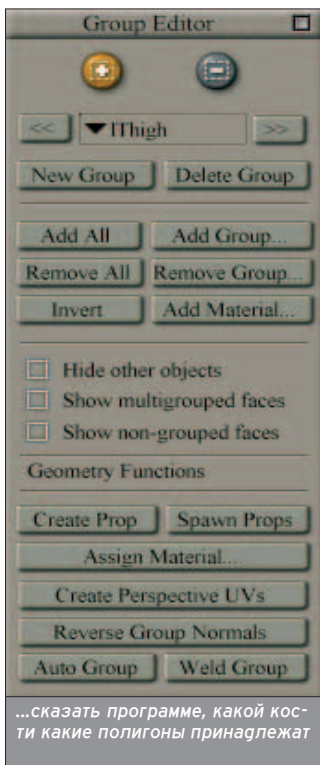 Group Editor
<< lThigh >>
New Group Delete Group
Add All Add Group...
Remove All Remove Group...
Invert Add Material...
Hide other objects
Show multigrouped faces
Show non-grouped faces
Geometry Functions
Create Prop Spawn Props
Assign Material...
Create Perspective UVs
Reverse Group Normals
Auto Group Weld Group
...сказать программе, какой кос-
ти какие полигоны принадлежат